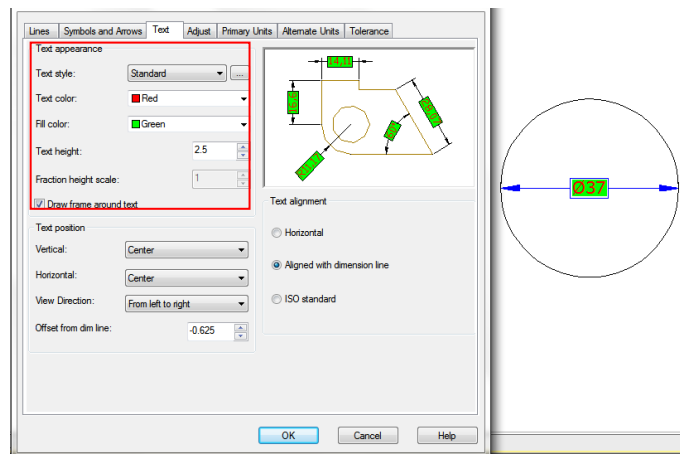 Lines Symbols and Arrows Text Adjust Primary Units Alternate Units Tolerance
Text appearance
Text style: Standard ...
Text color: Red
Fill color: Green
Text height: 2.5
Fraction height scale: 1
Draw frame around text
Text position
Vertical: Center
Horizontal: Center
View Direction: From left to right
Offset from dim line: -0.625
14,11
Text alignment
Horizontal
Aligned with dimension line
ISO standard
OK Cancel Help
Ø37